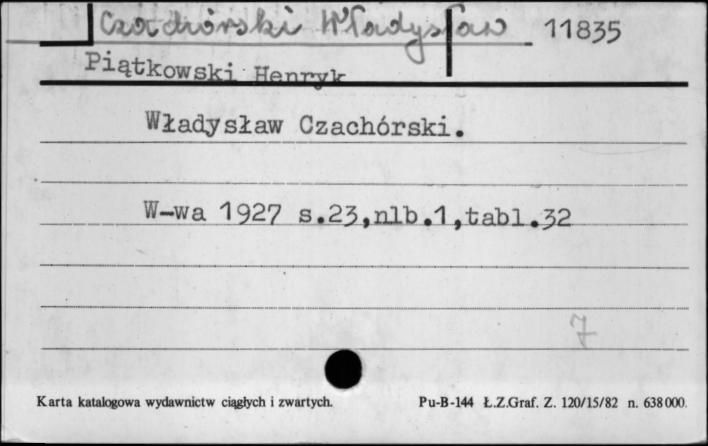 Czachórski Władysław 11835
Piątkowski Henryk
Władysław Czachórski.
W-wa 1927 s.23,nlb.1,tabl.32
7
Karta katalogowa wydawnictw ciągłych i zwartych. Pu-B-144 Ł.Z.Graf. Z. 120/15/82 n. 638000.